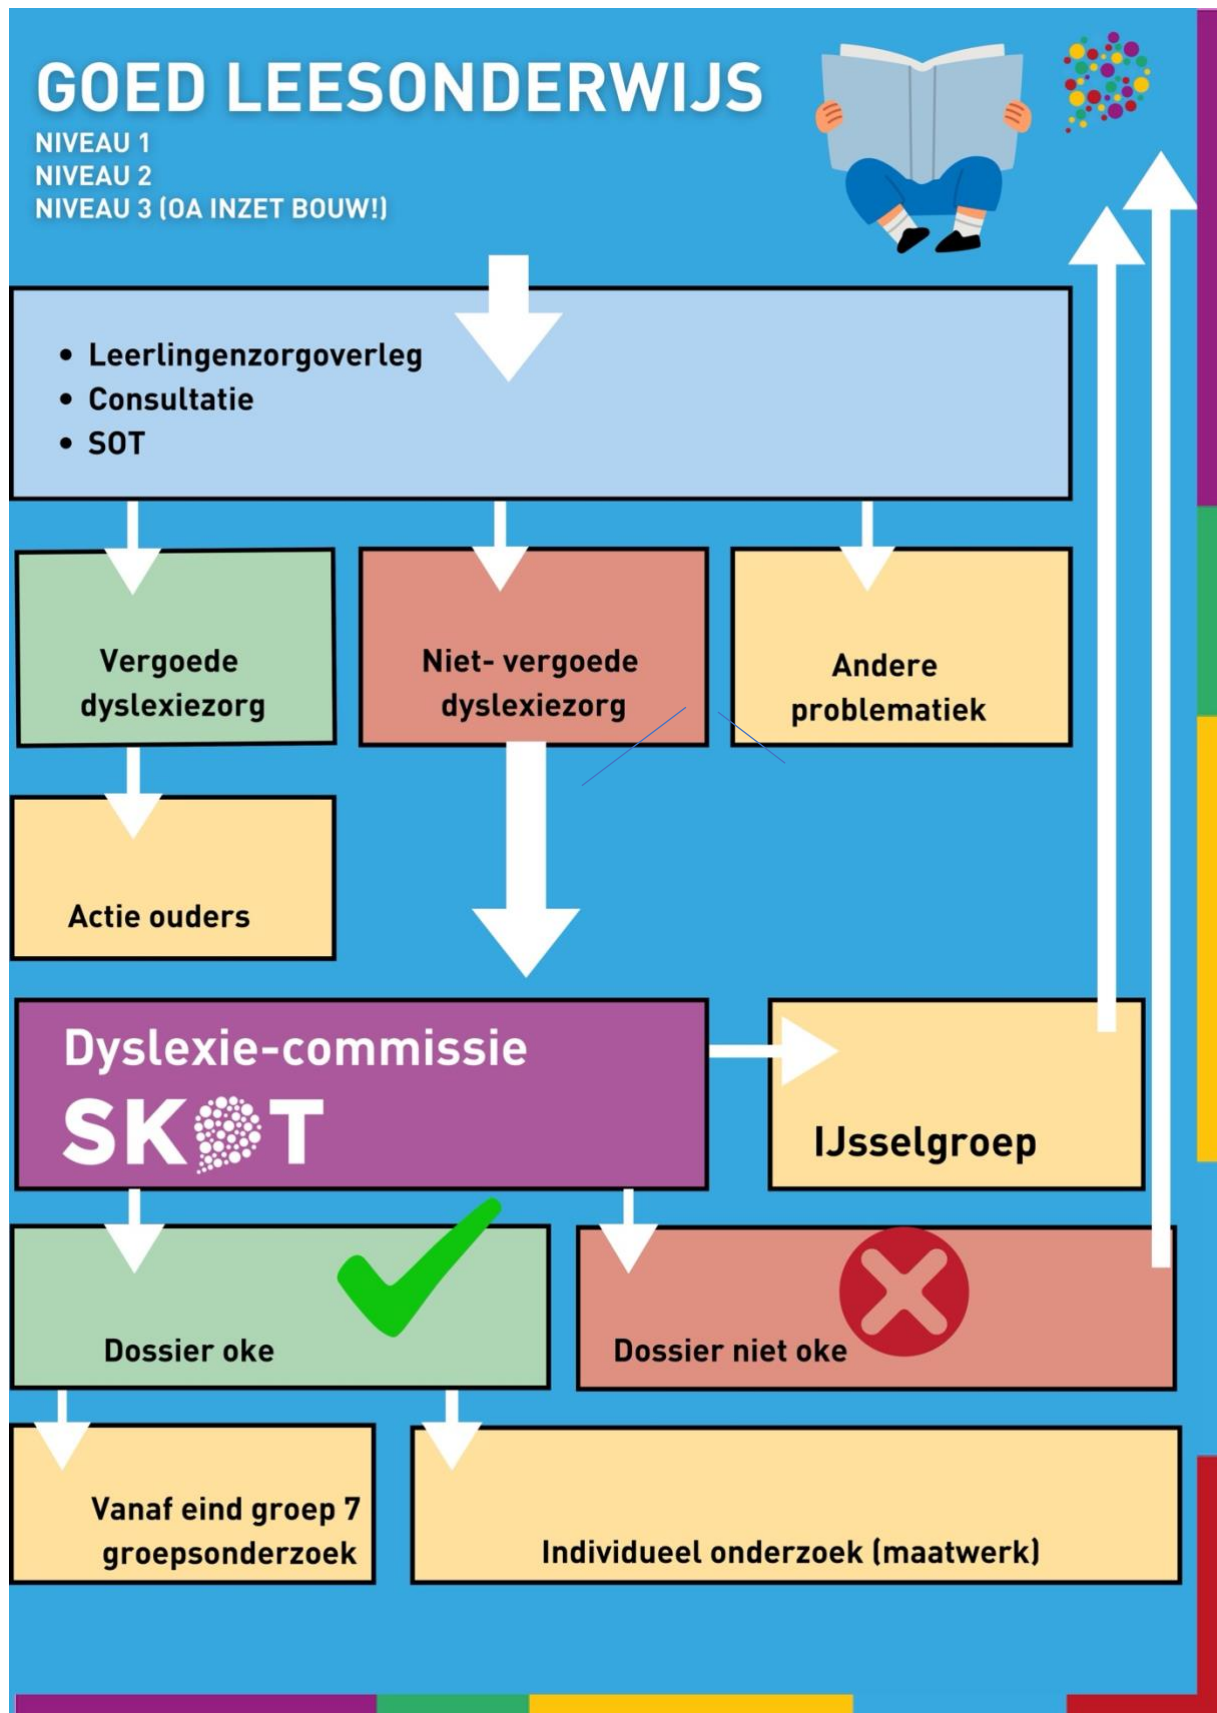 GOED LEESONDERWIJS
NIVEAU 1
NIVEAU 2
NIVEAU 3 (OA INZET BOUW!)
• Leerlingenzorgoverleg
• Consultatie
• SOT
Vergoede
dyslexiezorg
Niet- vergoede
dyslexiezorg
Andere
problematiek
Actie ouders
Dyslexie-commissie
SKOT
IJsselgroep
Dossier oke
Dossier niet oke
Vanaf eind groep 7
groepsonderzoek
Individueel onderzoek (maatwerk)